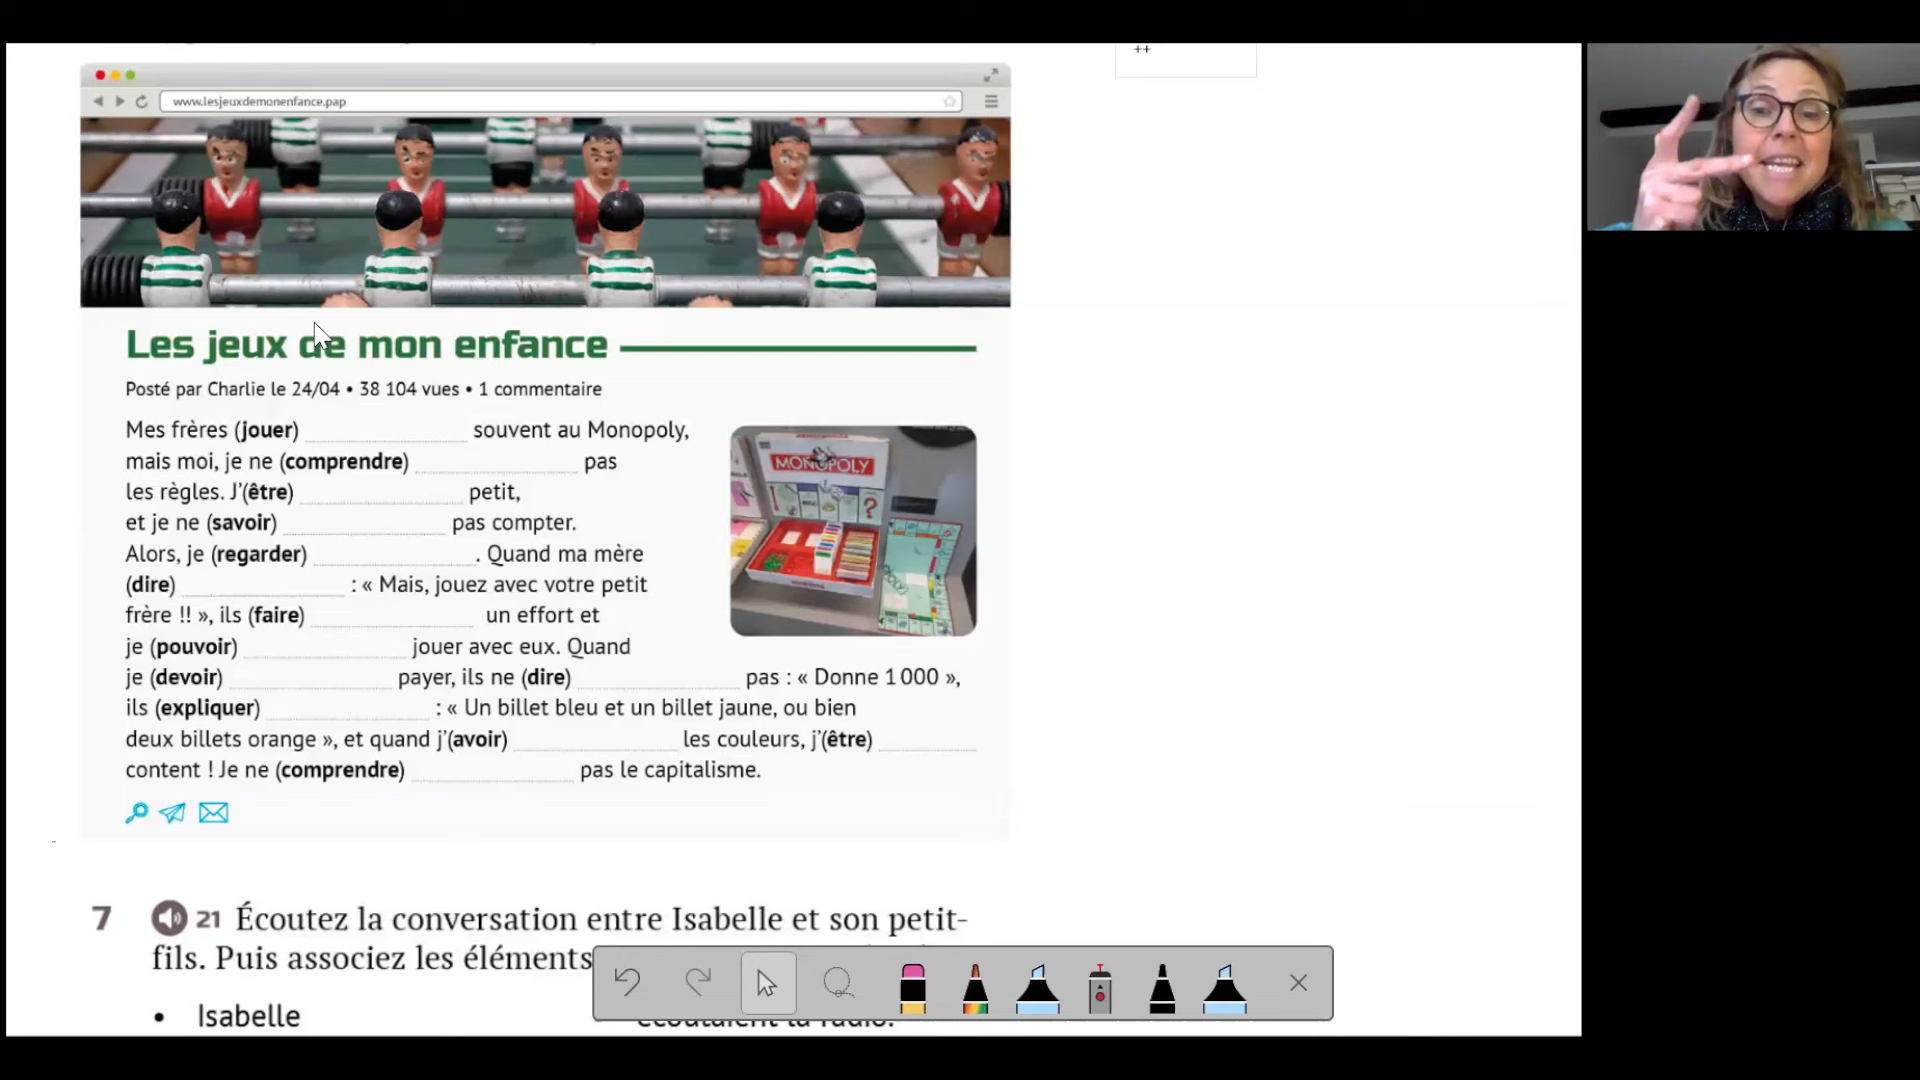 ++
www.lesjeuxdemonenfance.pap
Les jeux de mon enfance
Posté par Charlie le 24/04 • 38 104 vues • 1 commentaire
Mes frères (jouer) souvent au Monopoly,
mais moi, je ne (comprendre) pas
les règles. J'(être) petit,
et je ne (savoir) pas compter.
Alors, je (regarder) . Quand ma mère
(dire) : « Mais, jouez avec votre petit
frère !! », ils (faire) un effort et
je (pouvoir) jouer avec eux. Quand
je (devoir) payer, ils ne (dire) pas : « Donne 1 000 »,
ils (expliquer) : « Un billet bleu et un billet jaune, ou bien
deux billets orange », et quand j'(avoir) les couleurs, j'(être)
content ! Je ne (comprendre) pas le capitalisme.
MONOPOLY
?
7 21 Écoutez la conversation entre Isabelle et son petit-
fils. Puis associez les éléments
• Isabelle
écoutaient la radio.